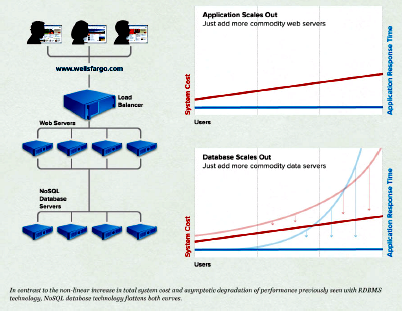 www.wellsfargo.com
Load
Balancer
Web Servers
NoSQL
Database
Servers
Application Scales Out
Just add more commodity web servers
System Cost
Application Response Time
Users
Database Scales Out
Just add more commodity data servers
System Cost
Application Response Time
Users
In contrast to the non-linear increase in total system cost and asymptotic degradation of performance previously seen with RDBMS
technology, NoSQL database technology flattens both curves.